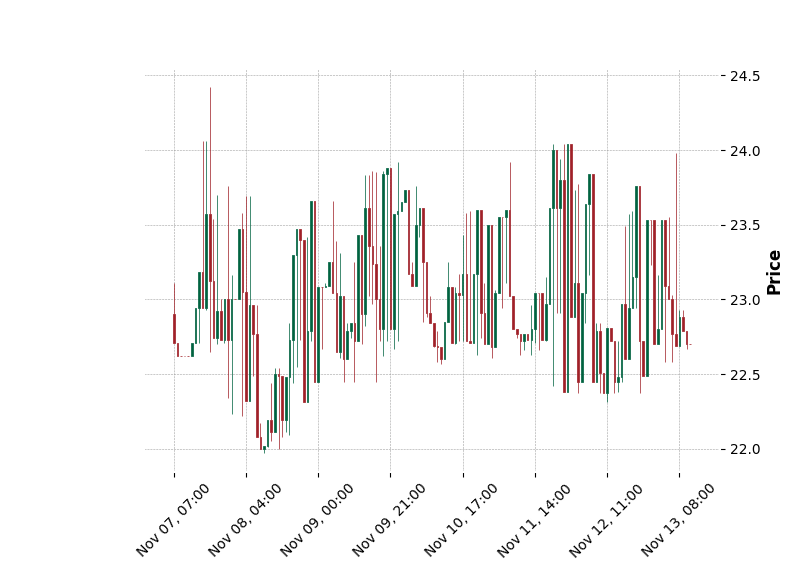 24.5
24.0
23.5
23.0
22.5
22.0
Price
Nov 07, 07:00
Nov 08, 04:00
Nov 09, 00:00
Nov 09, 21:00
Nov 10, 17:00
Nov 11, 14:00
Nov 12, 11:00
Nov 13, 08:00